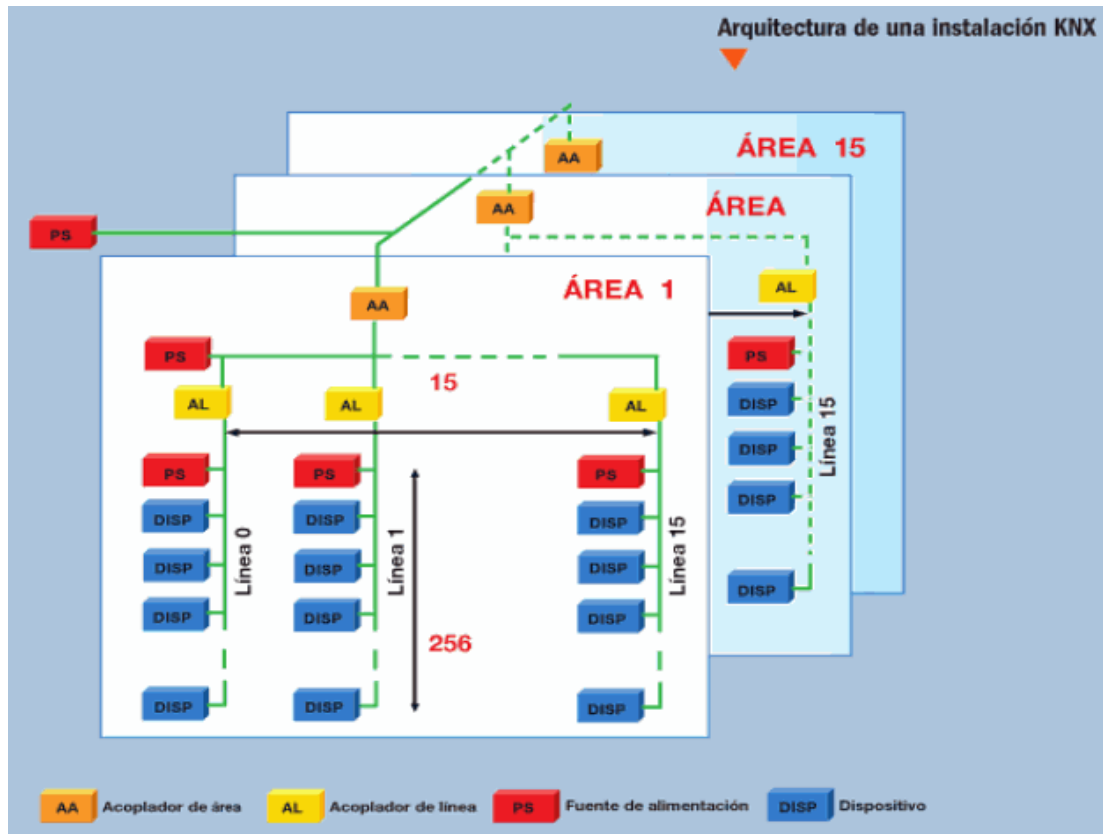 Arquitectura de una instalación KNX
ÁREA 15
AA
ÁREA
AA
PS
ÁREA 1
AL
AA
PS
PS
15
DISP
AL
AL
AL
DISP
Línea 15
DISP
PS
PS
PS
DISP
DISP
DISP
Línea 0
Línea 1
Línea 15
DISP
DISP
DISP
DISP
DISP
DISP
DISP
256
DISP
DISP
DISP
AA Acoplador de área
AL Acoplador de línea
PS Fuente de alimentación
DISP Dispositivo